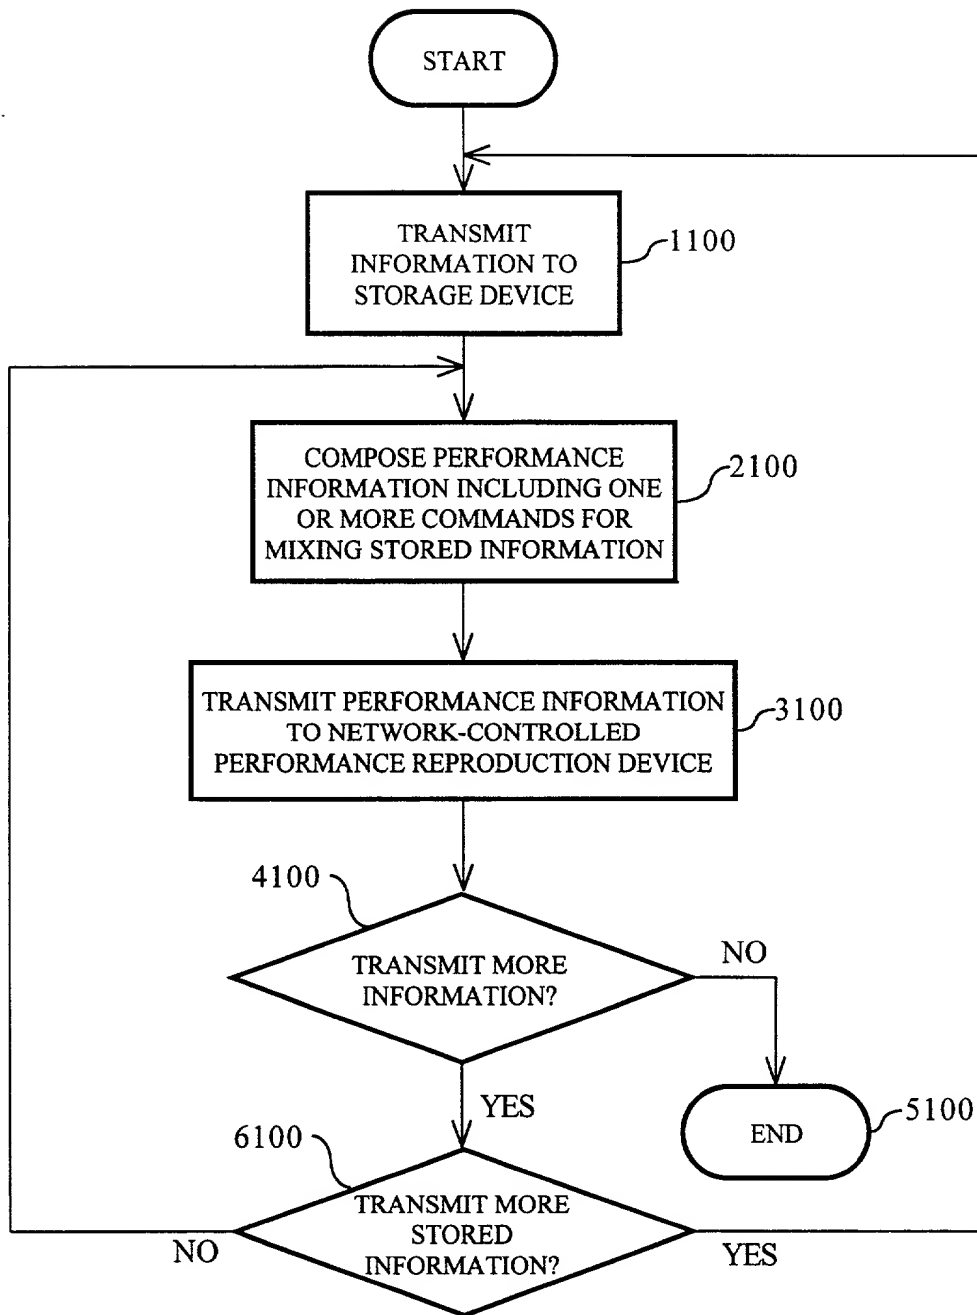 START
TRANSMIT
INFORMATION TO
STORAGE DEVICE
1100
COMPOSE PERFORMANCE
INFORMATION INCLUDING ONE
OR MORE COMMANDS FOR
MIXING STORED INFORMATION
2100
TRANSMIT PERFORMANCE INFORMATION
TO NETWORK-CONTROLLED
PERFORMANCE REPRODUCTION DEVICE
3100
4100
TRANSMIT MORE
INFORMATION?
NO
YES
END
5100
6100
TRANSMIT MORE
STORED
INFORMATION?
NO
YES